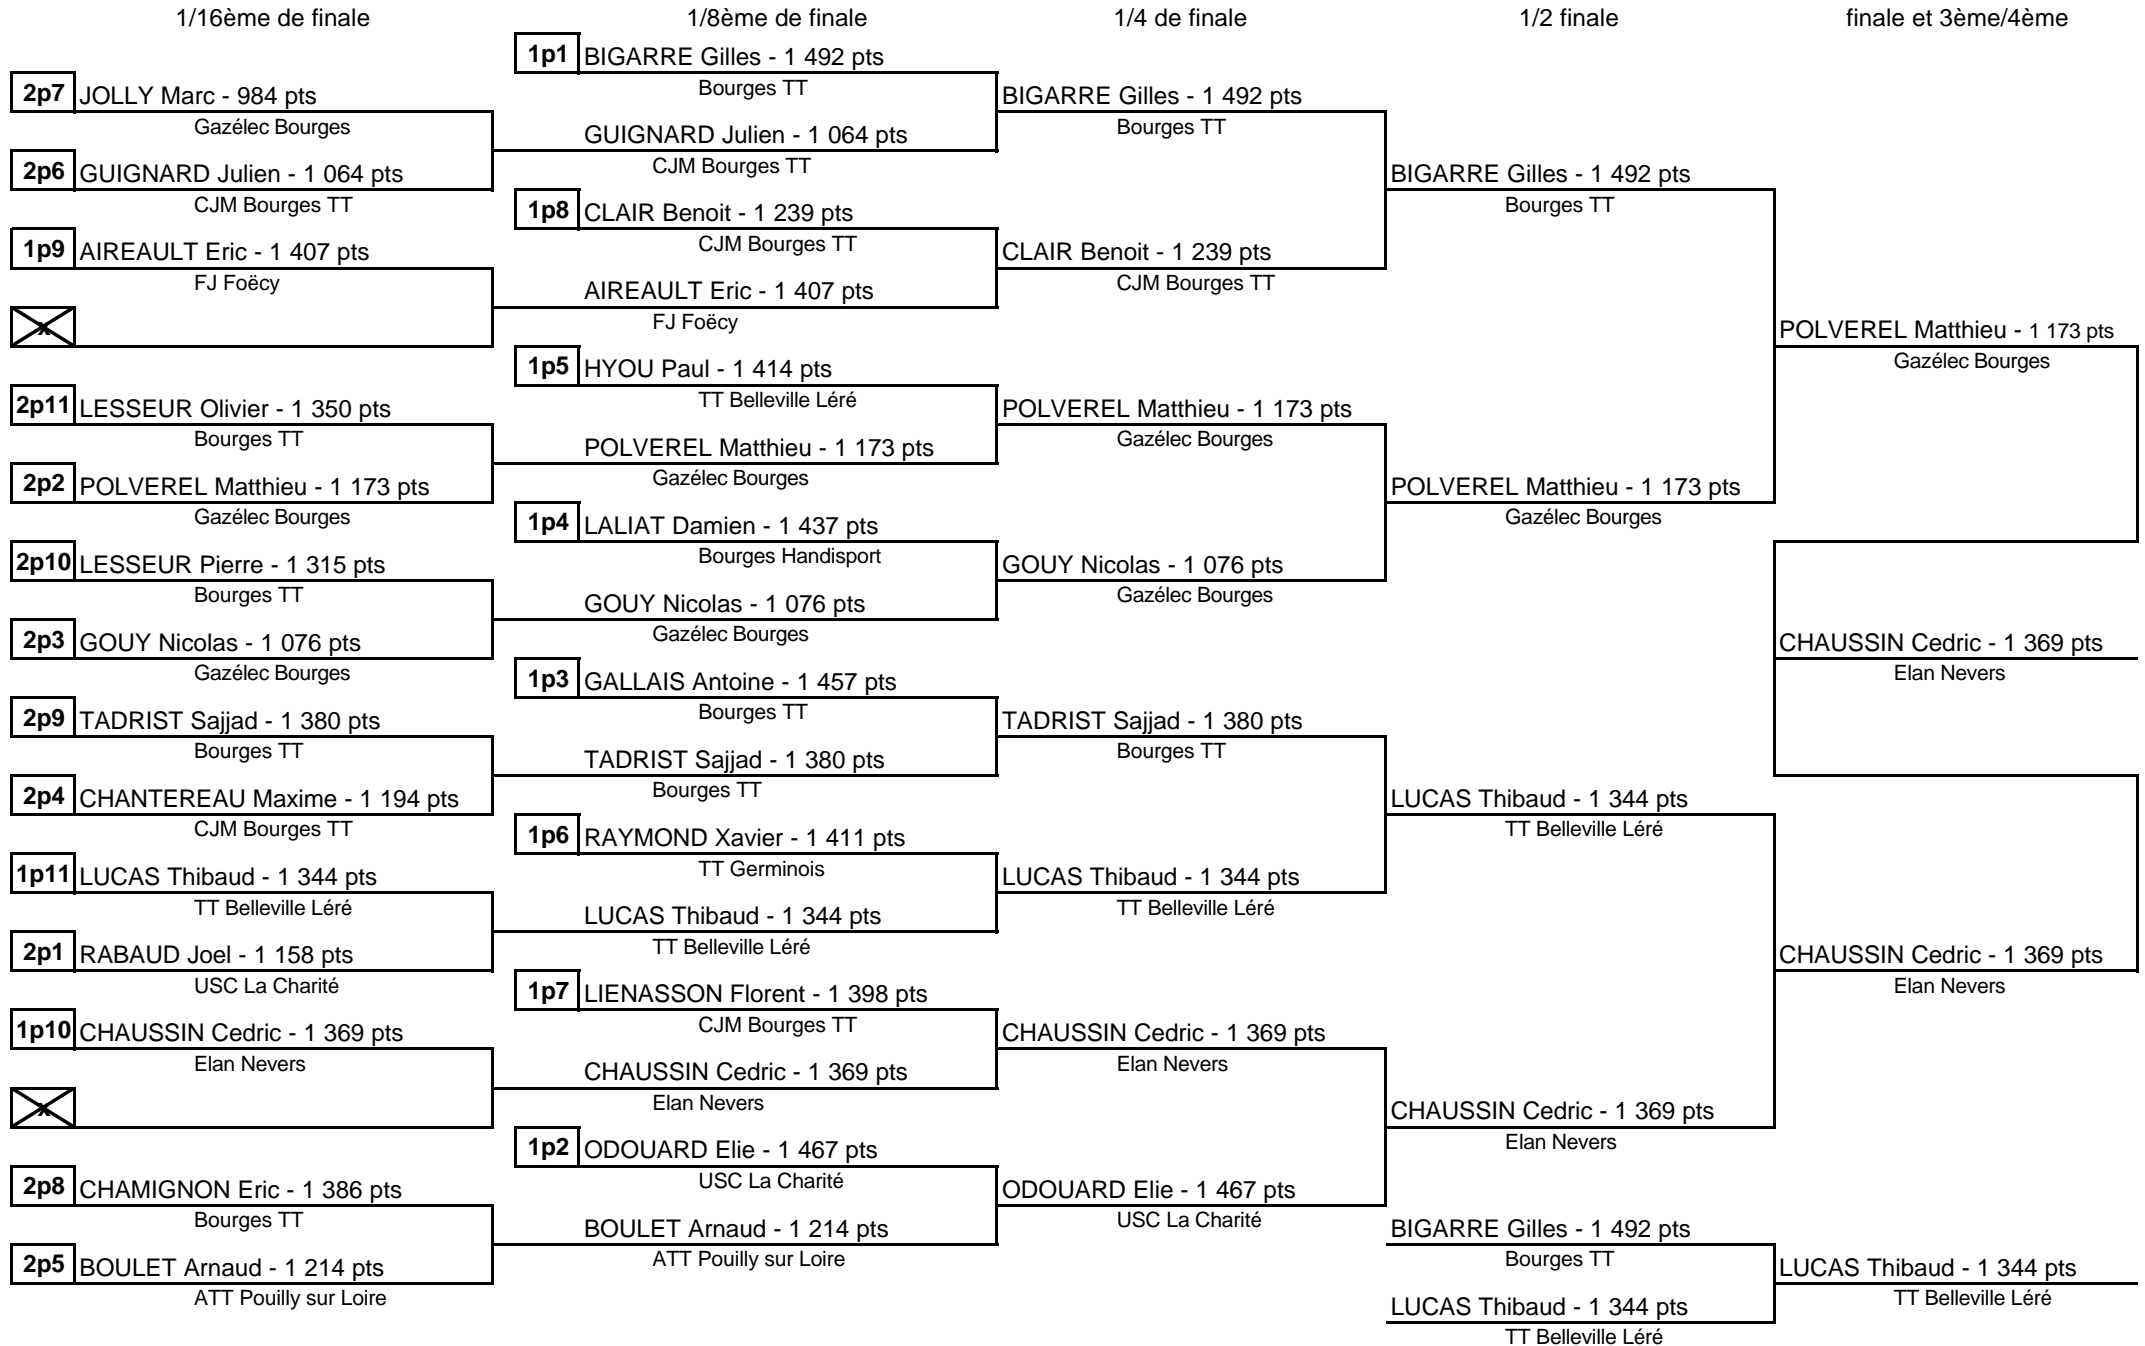 1/16ème de finale
1/8ème de finale
1/4 de finale
1/2 finale
finale et 3ème/4ème
2p7 JOLLY Marc - 984 pts
Gazélec Bourges
2p6 GUIGNARD Julien - 1 064 pts
CJM Bourges TT
1p9 AIREAULT Eric - 1 407 pts
FJ Foëcy
x
2p11 LESSEUR Olivier - 1 350 pts
Bourges TT
2p2 POLVEREL Matthieu - 1 173 pts
Gazélec Bourges
2p10 LESSEUR Pierre - 1 315 pts
Bourges TT
2p3 GOUY Nicolas - 1 076 pts
Gazélec Bourges
2p9 TADRIST Sajjad - 1 380 pts
Bourges TT
2p4 CHANTEREAU Maxime - 1 194 pts
CJM Bourges TT
1p11 LUCAS Thibaud - 1 344 pts
TT Belleville Léré
2p1 RABAUD Joel - 1 158 pts
USC La Charité
1p10 CHAUSSIN Cedric - 1 369 pts
Elan Nevers
x
2p8 CHAMIGNON Eric - 1 386 pts
Bourges TT
2p5 BOULET Arnaud - 1 214 pts
ATT Pouilly sur Loire
1p1 BIGARRE Gilles - 1 492 pts
Bourges TT
GUIGNARD Julien - 1 064 pts
CJM Bourges TT
1p8 CLAIR Benoit - 1 239 pts
CJM Bourges TT
AIREAULT Eric - 1 407 pts
FJ Foëcy
1p5 HYOU Paul - 1 414 pts
TT Belleville Léré
POLVEREL Matthieu - 1 173 pts
Gazélec Bourges
1p4 LALIAT Damien - 1 437 pts
Bourges Handisport
GOUY Nicolas - 1 076 pts
Gazélec Bourges
1p3 GALLAIS Antoine - 1 457 pts
Bourges TT
TADRIST Sajjad - 1 380 pts
Bourges TT
1p6 RAYMOND Xavier - 1 411 pts
TT Germinois
LUCAS Thibaud - 1 344 pts
TT Belleville Léré
1p7 LIENASSON Florent - 1 398 pts
CJM Bourges TT
CHAUSSIN Cedric - 1 369 pts
Elan Nevers
1p2 ODOUARD Elie - 1 467 pts
USC La Charité
BOULET Arnaud - 1 214 pts
ATT Pouilly sur Loire
BIGARRE Gilles - 1 492 pts
Bourges TT
CLAIR Benoit - 1 239 pts
CJM Bourges TT
POLVEREL Matthieu - 1 173 pts
Gazélec Bourges
GOUY Nicolas - 1 076 pts
Gazélec Bourges
TADRIST Sajjad - 1 380 pts
Bourges TT
LUCAS Thibaud - 1 344 pts
TT Belleville Léré
CHAUSSIN Cedric - 1 369 pts
Elan Nevers
ODOUARD Elie - 1 467 pts
USC La Charité
BIGARRE Gilles - 1 492 pts
Bourges TT
POLVEREL Matthieu - 1 173 pts
Gazélec Bourges
LUCAS Thibaud - 1 344 pts
TT Belleville Léré
CHAUSSIN Cedric - 1 369 pts
Elan Nevers
BIGARRE Gilles - 1 492 pts
Bourges TT
LUCAS Thibaud - 1 344 pts
TT Belleville Léré
POLVEREL Matthieu - 1 173 pts
Gazélec Bourges
CHAUSSIN Cedric - 1 369 pts
Elan Nevers
CHAUSSIN Cedric - 1 369 pts
Elan Nevers
LUCAS Thibaud - 1 344 pts
TT Belleville Léré